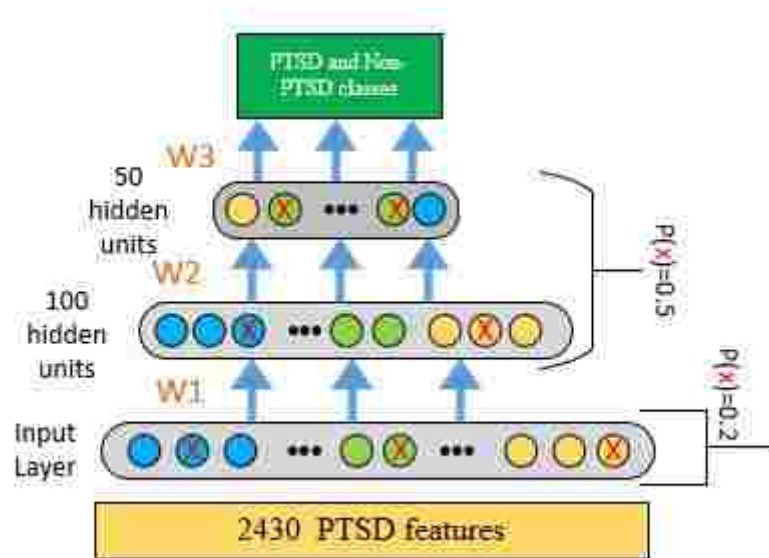 PTSD and Non-
PTSD classes
W3
50
hidden
units
X
•••
X
W2
100
hidden
units
X
•••
X
P(x)=0.5
W1
Input
Layer
X
•••
X
•••
X
P(x)=0.2
2430 PTSD features